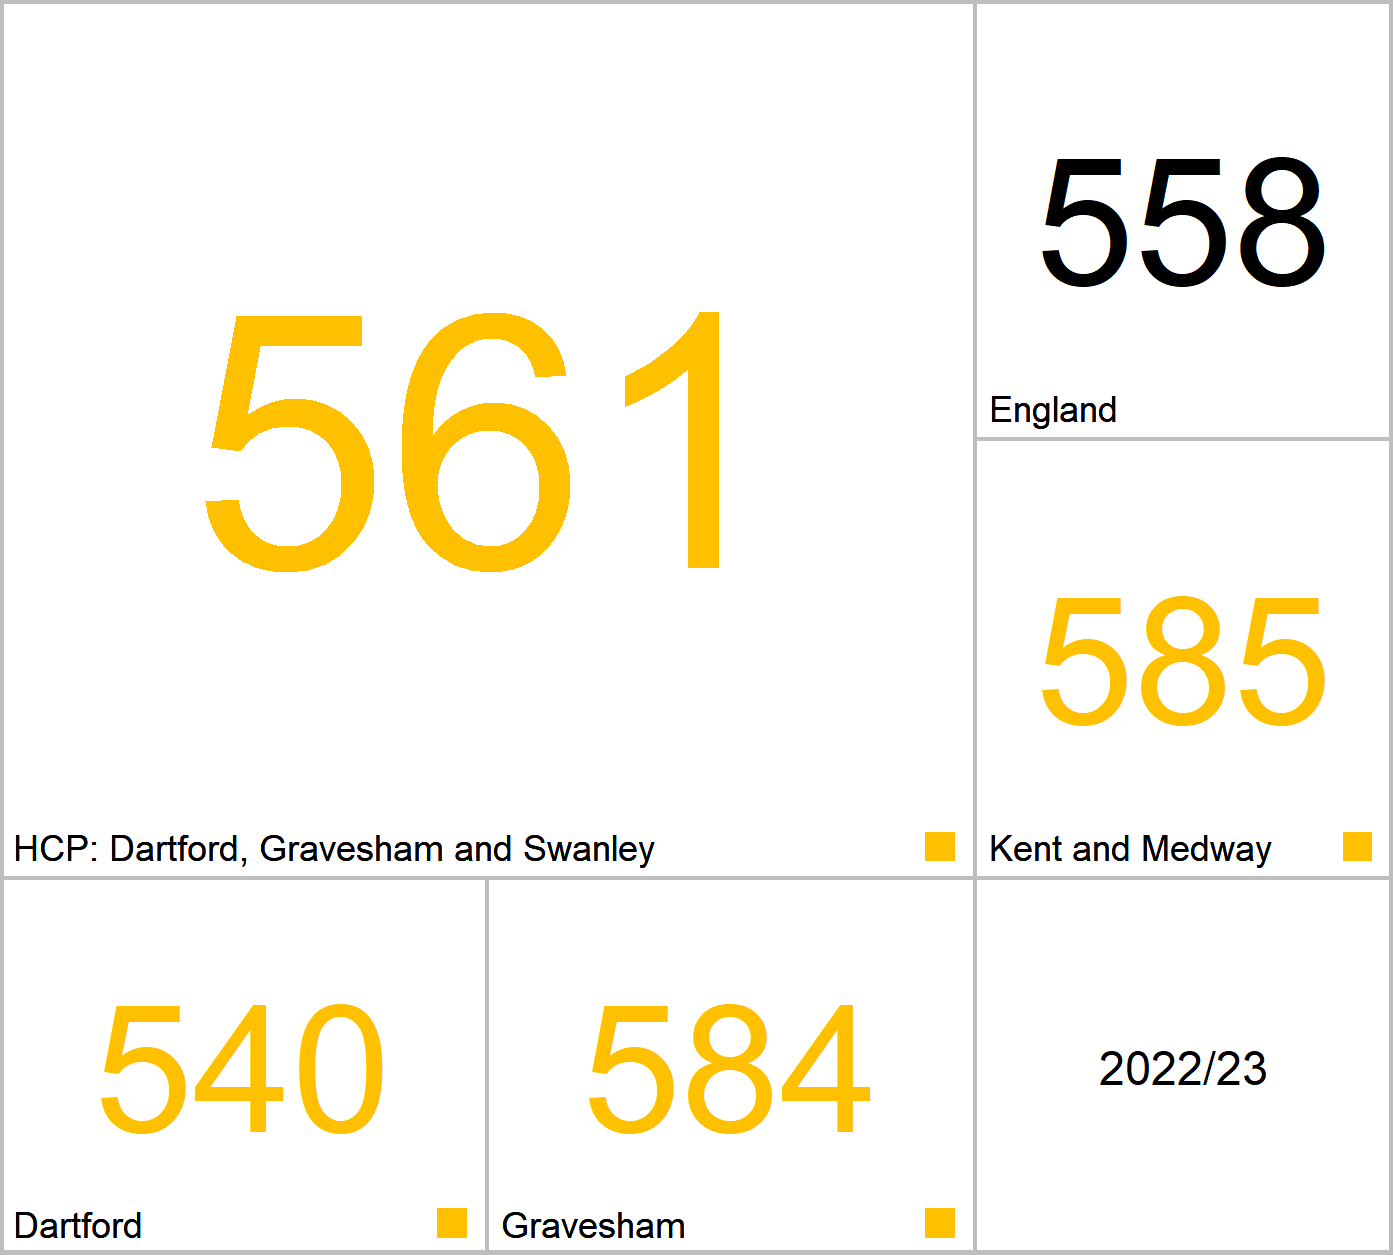 561
HCP: Dartford, Gravesham and Swanley
558
England
585
Kent and Medway
540
Dartford
584
Gravesham
2022/23